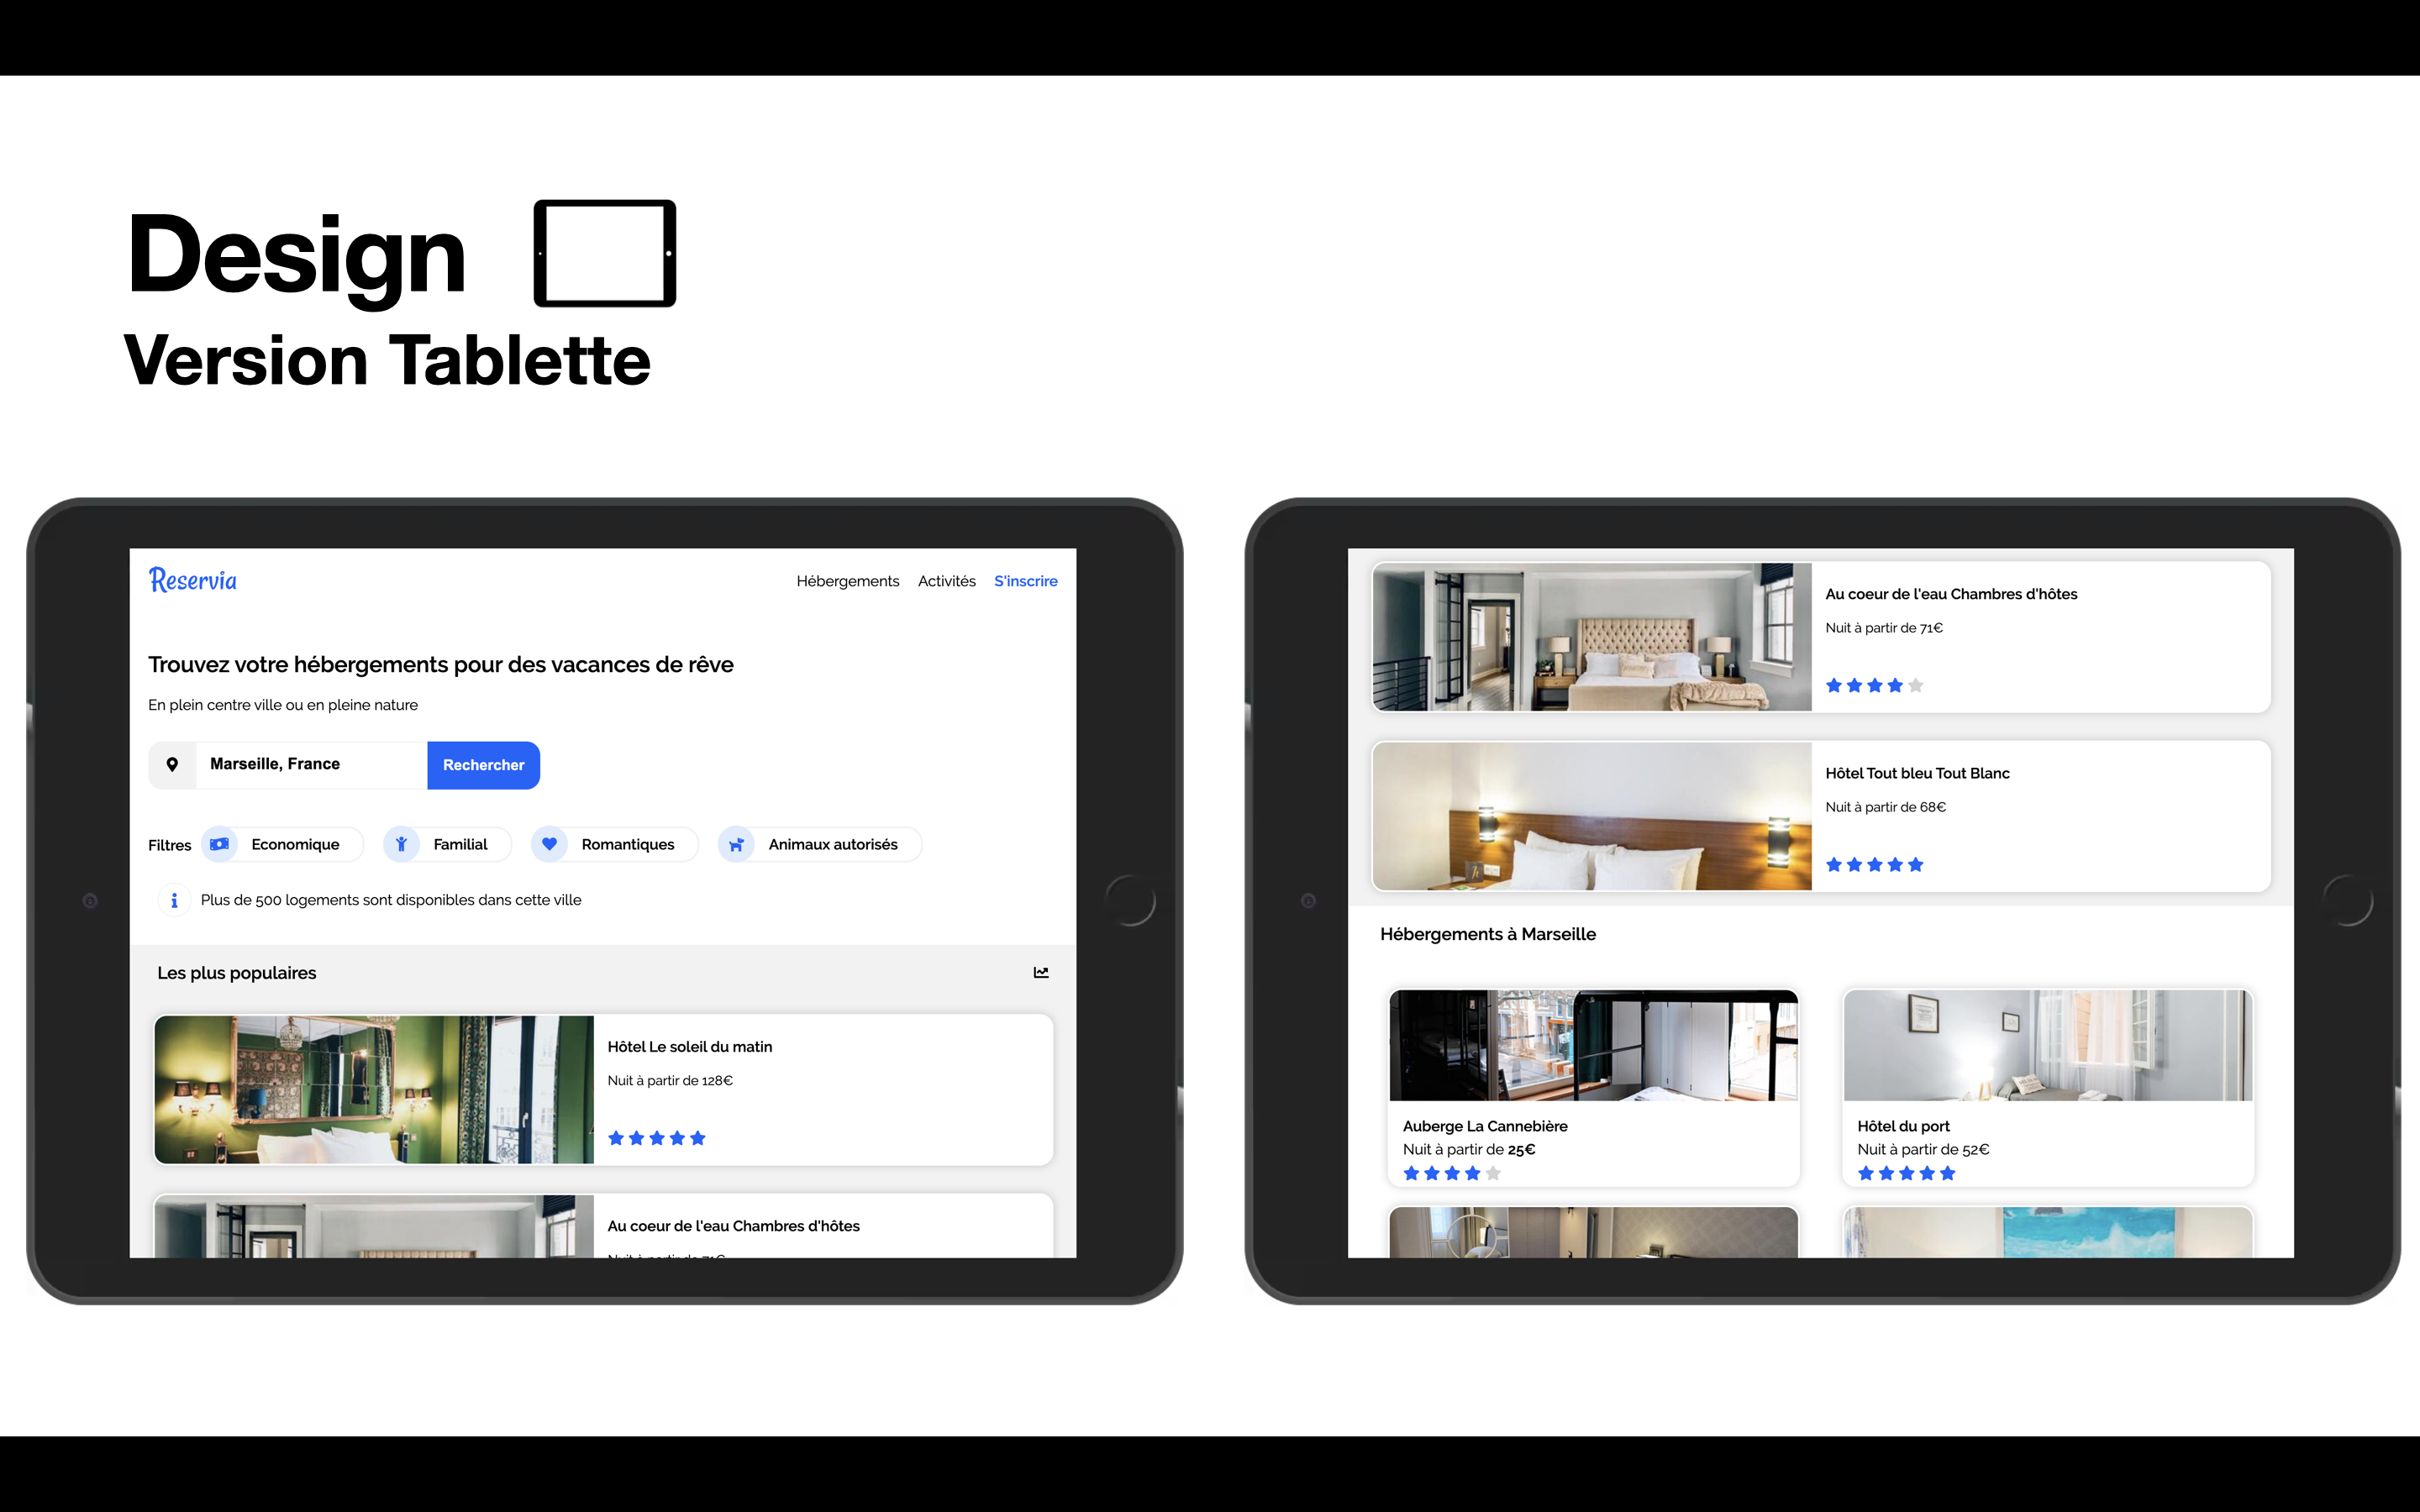 Design
Version Tablette
Reservia
Hébergements Activités S'inscrire
Trouvez votre hébergements pour des vacances de rêve
En plein centre ville ou en pleine nature
Marseille, France Rechercher
Filtres Economique Familial Romantiques Animaux autorisés
Plus de 500 logements sont disponibles dans cette ville
Les plus populaires
Hôtel Le soleil du matin
Nuit à partir de 128€
Au coeur de l'eau Chambres d'hôtes
Nuit à partir de 71€
Au coeur de l'eau Chambres d'hôtes
Nuit à partir de 71€
Hôtel Tout bleu Tout Blanc
Nuit à partir de 68€
Hébergements à Marseille
Auberge La Cannebière
Nuit à partir de 25€
Hôtel du port
Nuit à partir de 52€